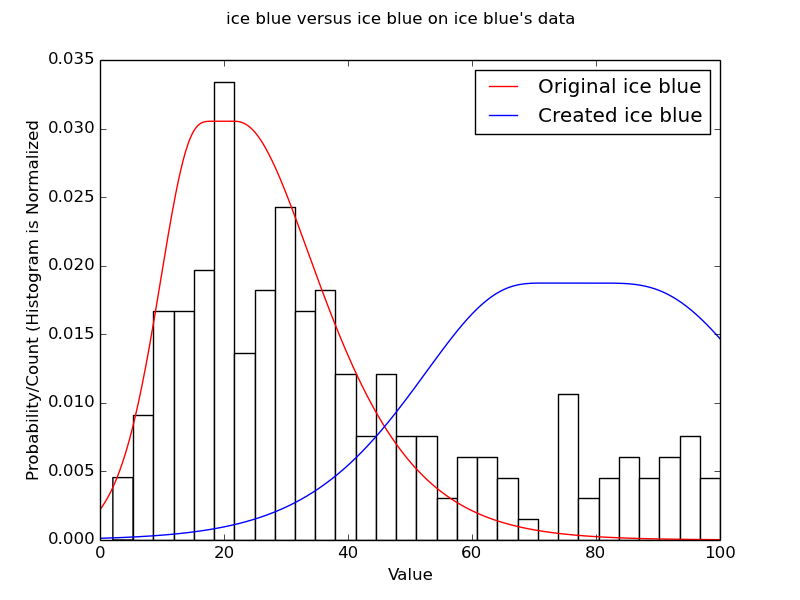 ice blue versus ice blue on ice blue's data
Original ice blue
Created ice blue
Probability/Count (Histogram is Normalized
0.035
0.030
0.025
0.020
0.015
0.010
0.005
0.000
0 20 40 60 80 100
Value